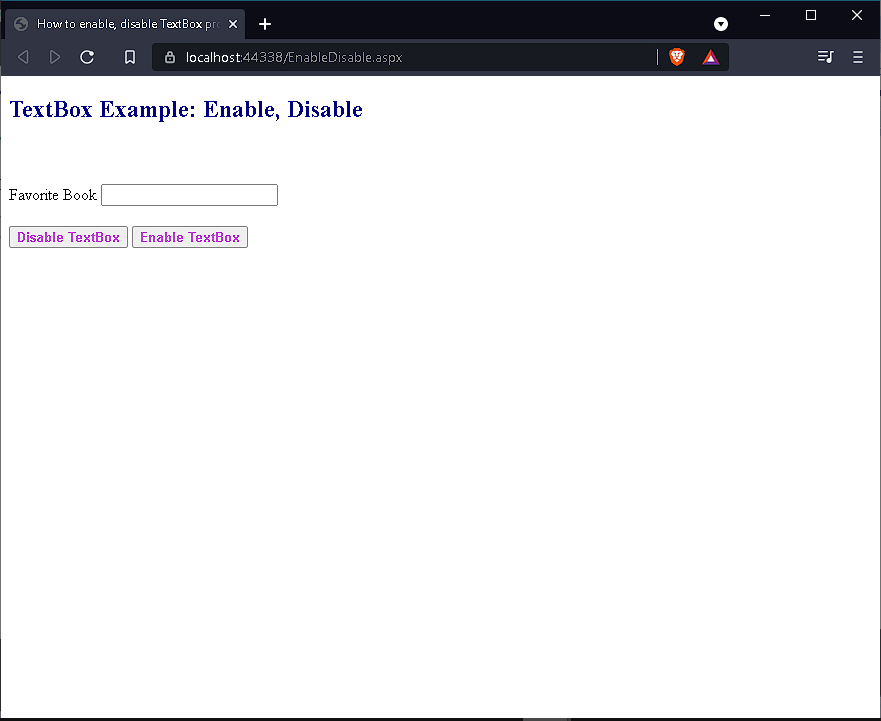 How to enable, disable TextBox pro
localhost:44338/EnableDisable.aspx
TextBox Example: Enable, Disable
Favorite Book
Disable TextBox Enable TextBox